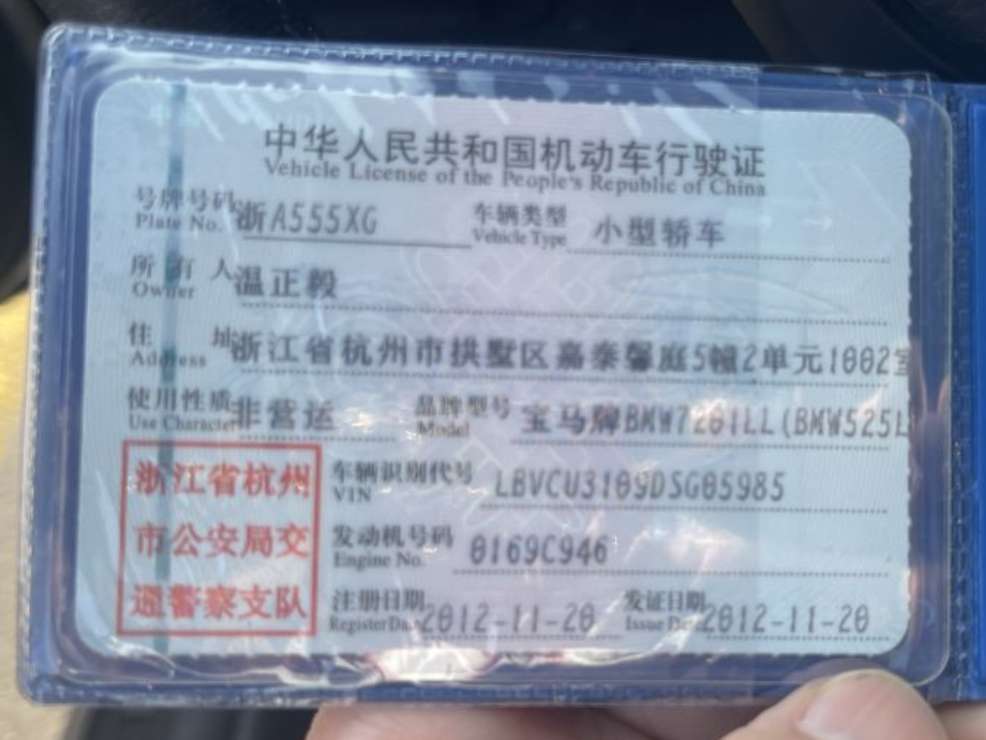 中华人民共和国机动车行驶证
Vehicle License of the People's Republic of China
号牌号码 浙A555XG 车辆类型 小型轿车
Plate No. Vehicle Type
所有人 温正毅
Owner
住址 浙江省杭州市拱墅区嘉泰馨庭5幢2单元1002室
Address
使用性质 非营运 品牌型号 宝马牌BMW7201LL(BMW525L
Use Character Model
浙江省杭州
市公安局交
通警察支队
车辆识别代号 LBVCU3109DSG05985
VIN
发动机号码 0169C946
Engine No.
注册日期 2012-11-20 发证日期 2012-11-20
Register Date Issue Date